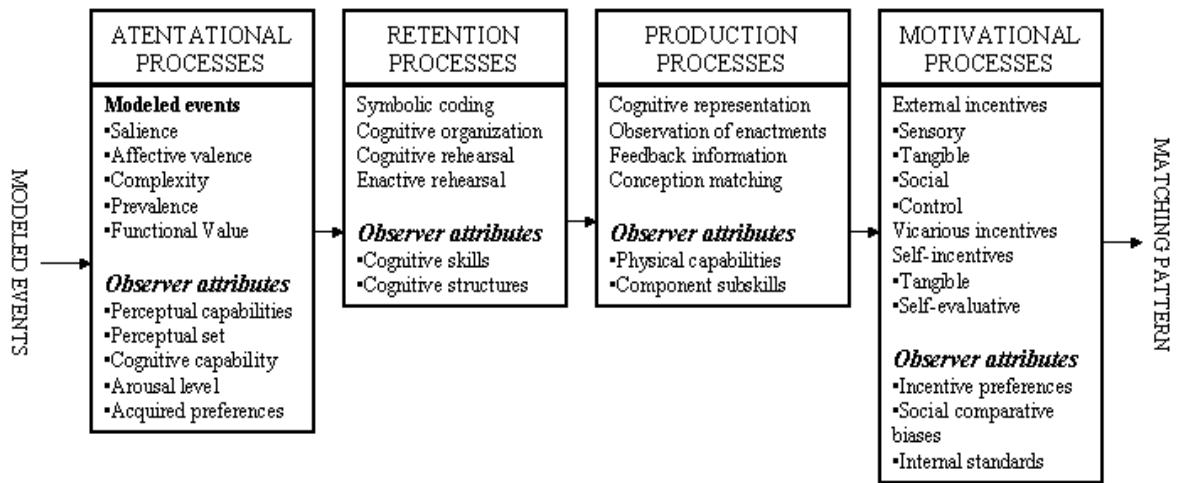 MODELED EVENTS
ATENTATIONAL
PROCESSES
Modeled events
▪Salience
▪Affective valence
▪Complexity
▪Prevalence
▪Functional Value
Observer attributes
▪Perceptual capabilities
▪Perceptual set
▪Cognitive capability
▪Arousal level
▪Acquired preferences
RETENTION
PROCESSES
Symbolic coding
Cognitive organization
Cognitive rehearsal
Enactive rehearsal
Observer attributes
▪Cognitive skills
▪Cognitive structures
PRODUCTION
PROCESSES
Cognitive representation
Observation of enactments
Feedback information
Conception matching
Observer attributes
▪Physical capabilities
▪Component subskills
MOTIVATIONAL
PROCESSES
External incentives
▪Sensory
▪Tangible
▪Social
▪Control
Vicarious incentives
Self-incentives
▪Tangible
▪Self-evaluative
Observer attributes
▪Incentive preferences
▪Social comparative
biases
▪Internal standards
MATCHING PATTERN